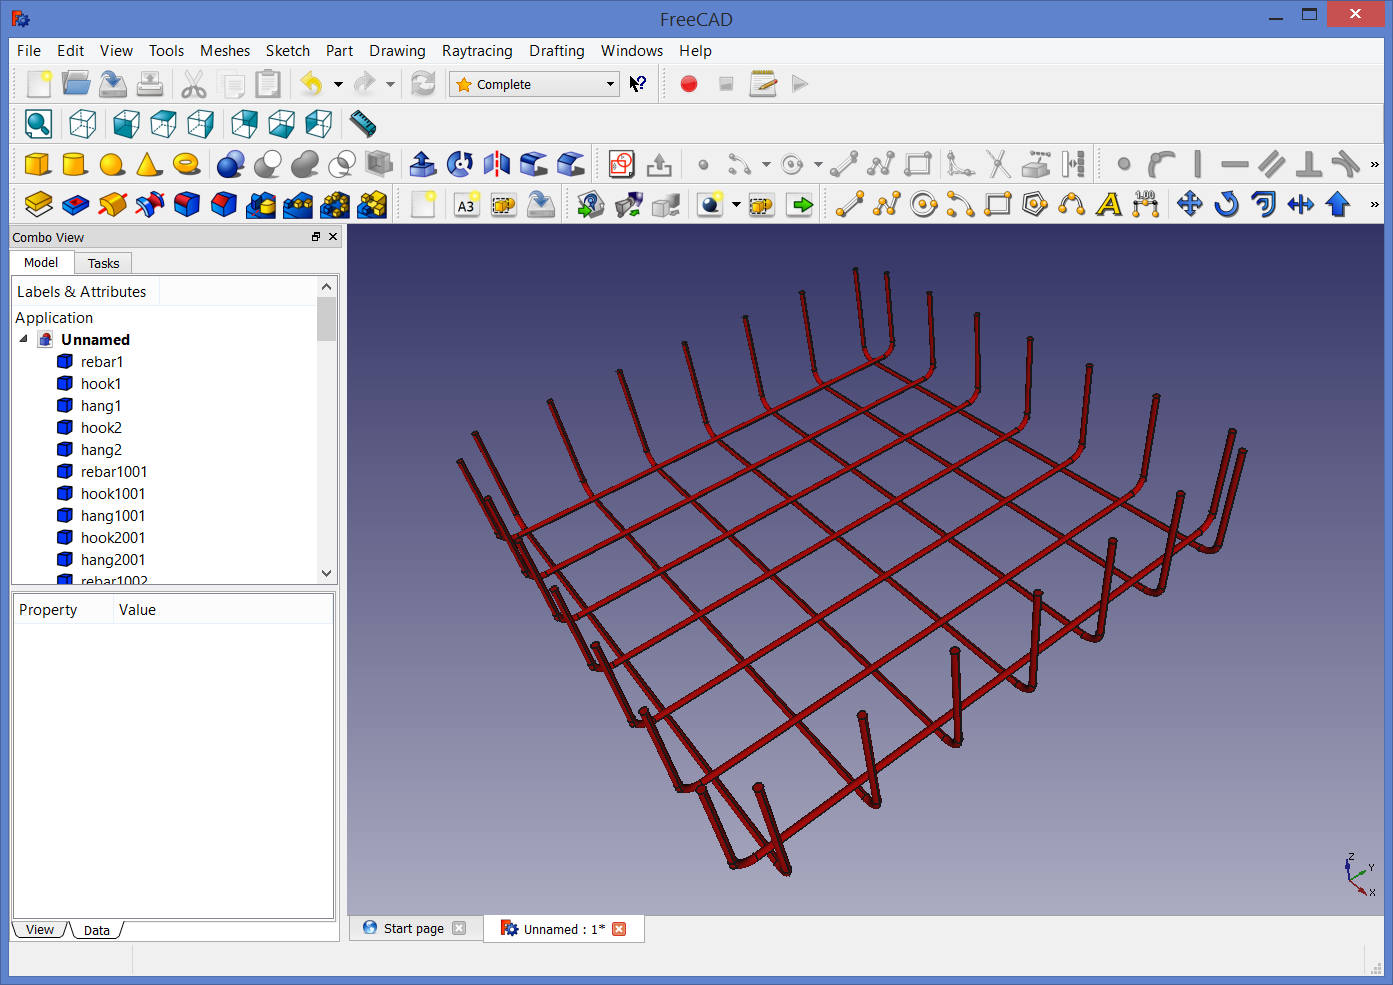 FreeCAD
File Edit View Tools Meshes Sketch Part Drawing Raytracing Drafting Windows Help
Complete
A3
1.00
Combo View
Model Tasks
Labels & Attributes
Application
Unnamed
rebar1
hook1
hang1
hook2
hang2
rebar1001
hook1001
hang1001
hook2001
hang2001
rebar1002
Property Value
Z
Y
X
View Data
Start page
Unnamed : 1*